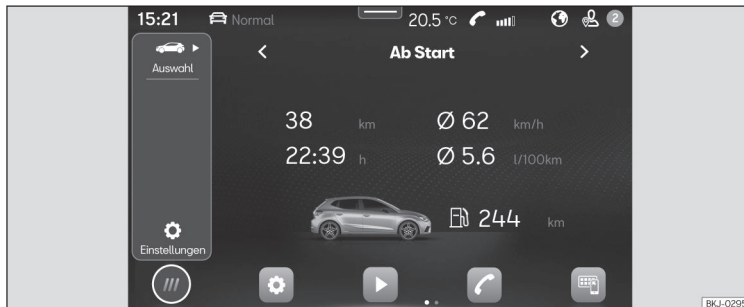 15:21 Normal 20.5 °C 2
Auswahl
Ab Start
38 km Ø 62 km/h
22:39 h Ø 5.6 l/100km
244 km
Einstellungen
BKJ-0295